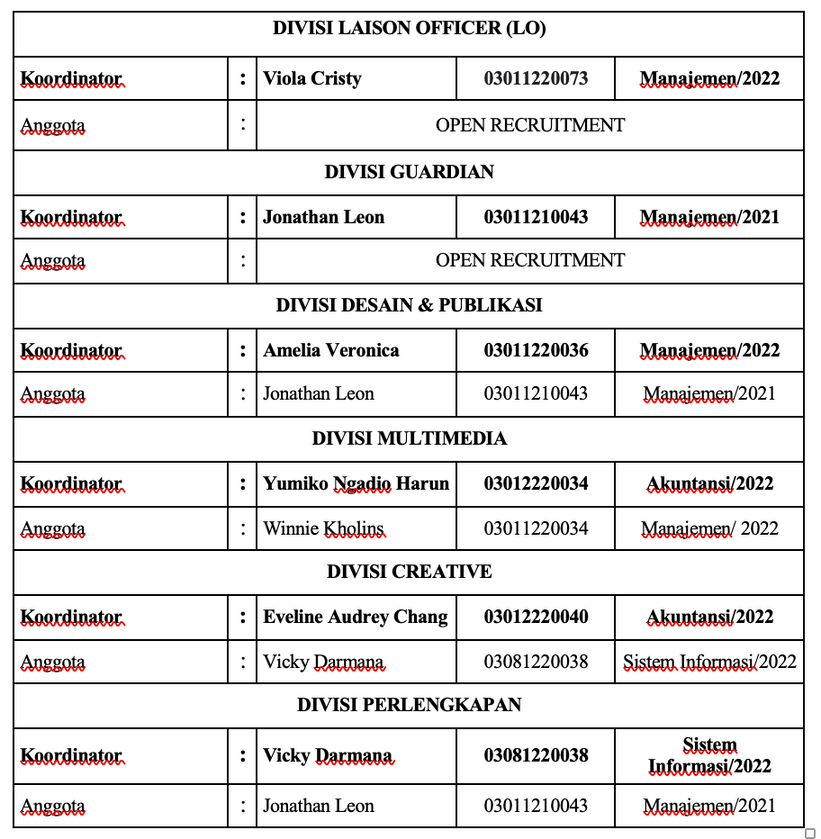 DIVISI LAISON OFFICER (LO)
Koordinator : Viola Cristy 03011220073 Manajemen/2022
Anggota : OPEN RECRUITMENT
DIVISI GUARDIAN
Koordinator : Jonathan Leon 03011210043 Manajemen/2021
Anggota : OPEN RECRUITMENT
DIVISI DESAIN & PUBLIKASI
Koordinator : Amelia Veronica 03011220036 Manajemen/2022
Anggota : Jonathan Leon 03011210043 Manajemen/2021
DIVISI MULTIMEDIA
Koordinator : Yumiko Ngadio Harun 03012220034 Akuntansi/2022
Anggota : Winnie Kholins 03011220034 Manajemen/ 2022
DIVISI CREATIVE
Koordinator : Eveline Audrey Chang 03012220040 Akuntansi/2022
Anggota : Vicky Darmana 03081220038 Sistem Informasi/2022
DIVISI PERLENGKAPAN
Koordinator : Vicky Darmana 03081220038 Sistem
Informasi/2022
Anggota : Jonathan Leon 03011210043 Manajemen/2021